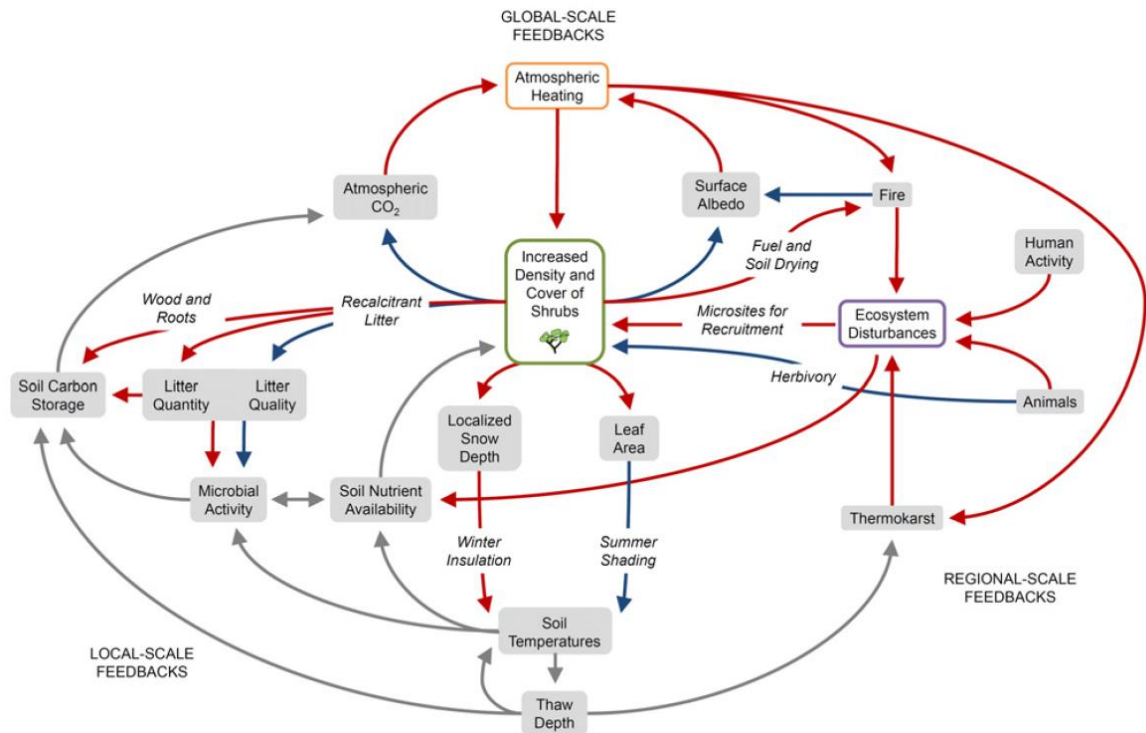 GLOBAL-SCALE
FEEDBACKS
Atmospheric
Heating
Atmospheric
CO₂
Surface
Albedo
Fire
Human
Activity
Fuel and
Soil Drying
Increased
Density and
Cover of
Shrubs
Wood and
Roots
Recalcitrant
Litter
Microsites for
Recruitment
Ecosystem
Disturbances
Herbivory
Animals
Soil Carbon
Storage
Litter
Quantity
Litter
Quality
Localized
Snow
Depth
Leaf
Area
Microbial
Activity
Soil Nutrient
Availability
Thermokarst
Winter
Insulation
Summer
Shading
REGIONAL-SCALE
FEEDBACKS
Soil
Temperatures
LOCAL-SCALE
FEEDBACKS
Thaw
Depth